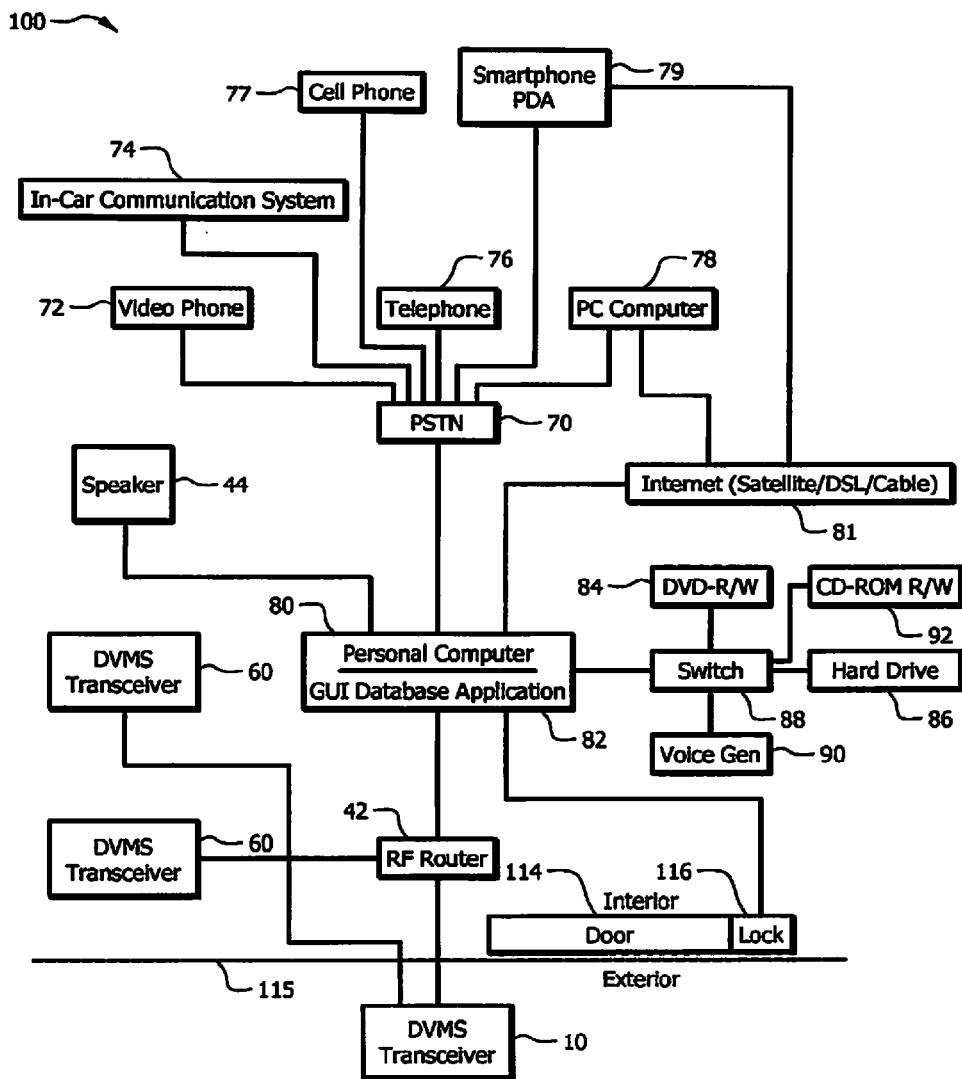 100
77
Cell Phone
Smartphone
PDA
79
74
In-Car Communication System
72
Video Phone
76
Telephone
78
PC Computer
PSTN
70
Speaker
44
Internet (Satellite/DSL/Cable)
81
84
DVD-R/W
CD-ROM R/W
92
80
Personal Computer
GUI Database Application
82
Switch
88
Hard Drive
86
Voice Gen
90
DVMS
Transceiver
60
DVMS
Transceiver
60
42
RF Router
114
Interior
116
Door
Lock
115
Exterior
DVMS
Transceiver
10